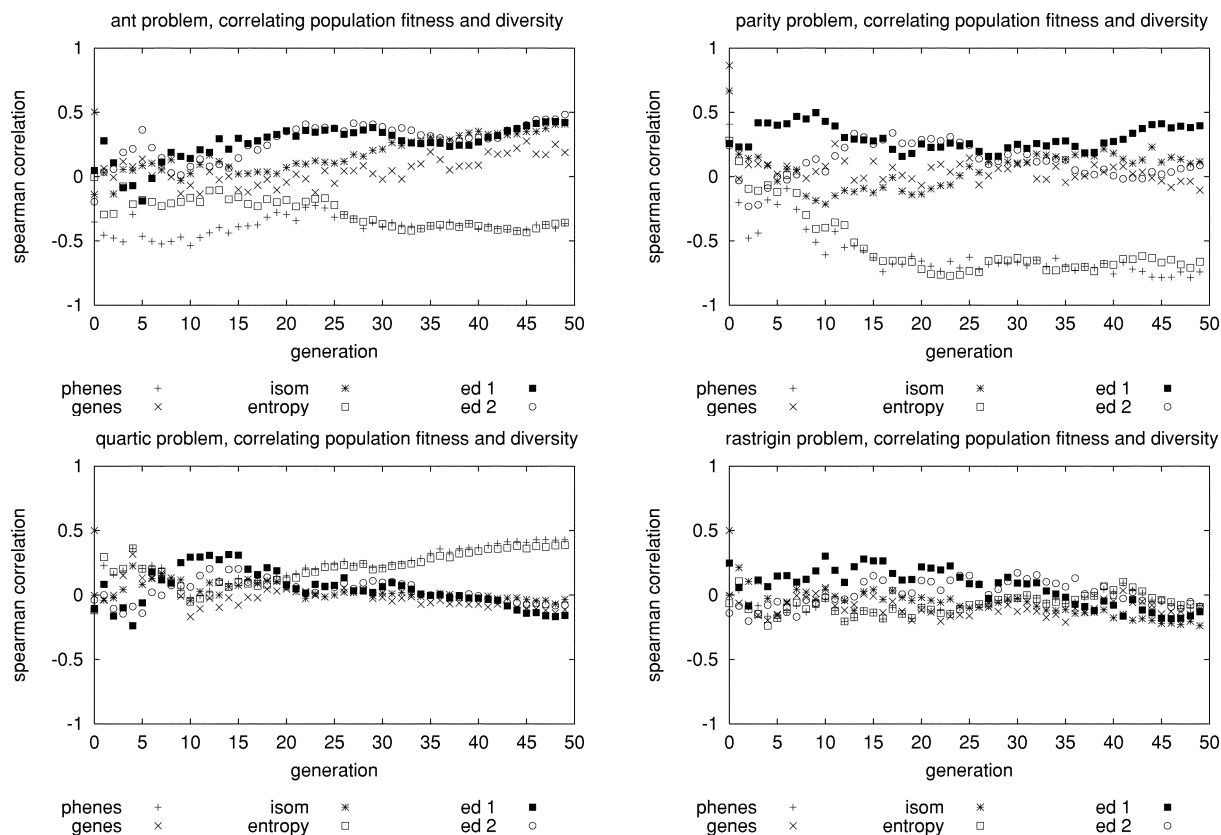 ant problem, correlating population fitness and diversity
1
0.5
0
-0.5
-1
spearman correlation
0 5 10 15 20 25 30 35 40 45 50
generation
phenes isom ed 1
genes entropy ed 2
parity problem, correlating population fitness and diversity
1
0.5
0
-0.5
-1
spearman correlation
0 5 10 15 20 25 30 35 40 45 50
generation
phenes isom ed 1
genes entropy ed 2
quartic problem, correlating population fitness and diversity
1
0.5
0
-0.5
-1
spearman correlation
0 5 10 15 20 25 30 35 40 45 50
generation
phenes isom ed 1
genes entropy ed 2
rastrigin problem, correlating population fitness and diversity
1
0.5
0
-0.5
-1
spearman correlation
0 5 10 15 20 25 30 35 40 45 50
generation
phenes isom ed 1
genes entropy ed 2